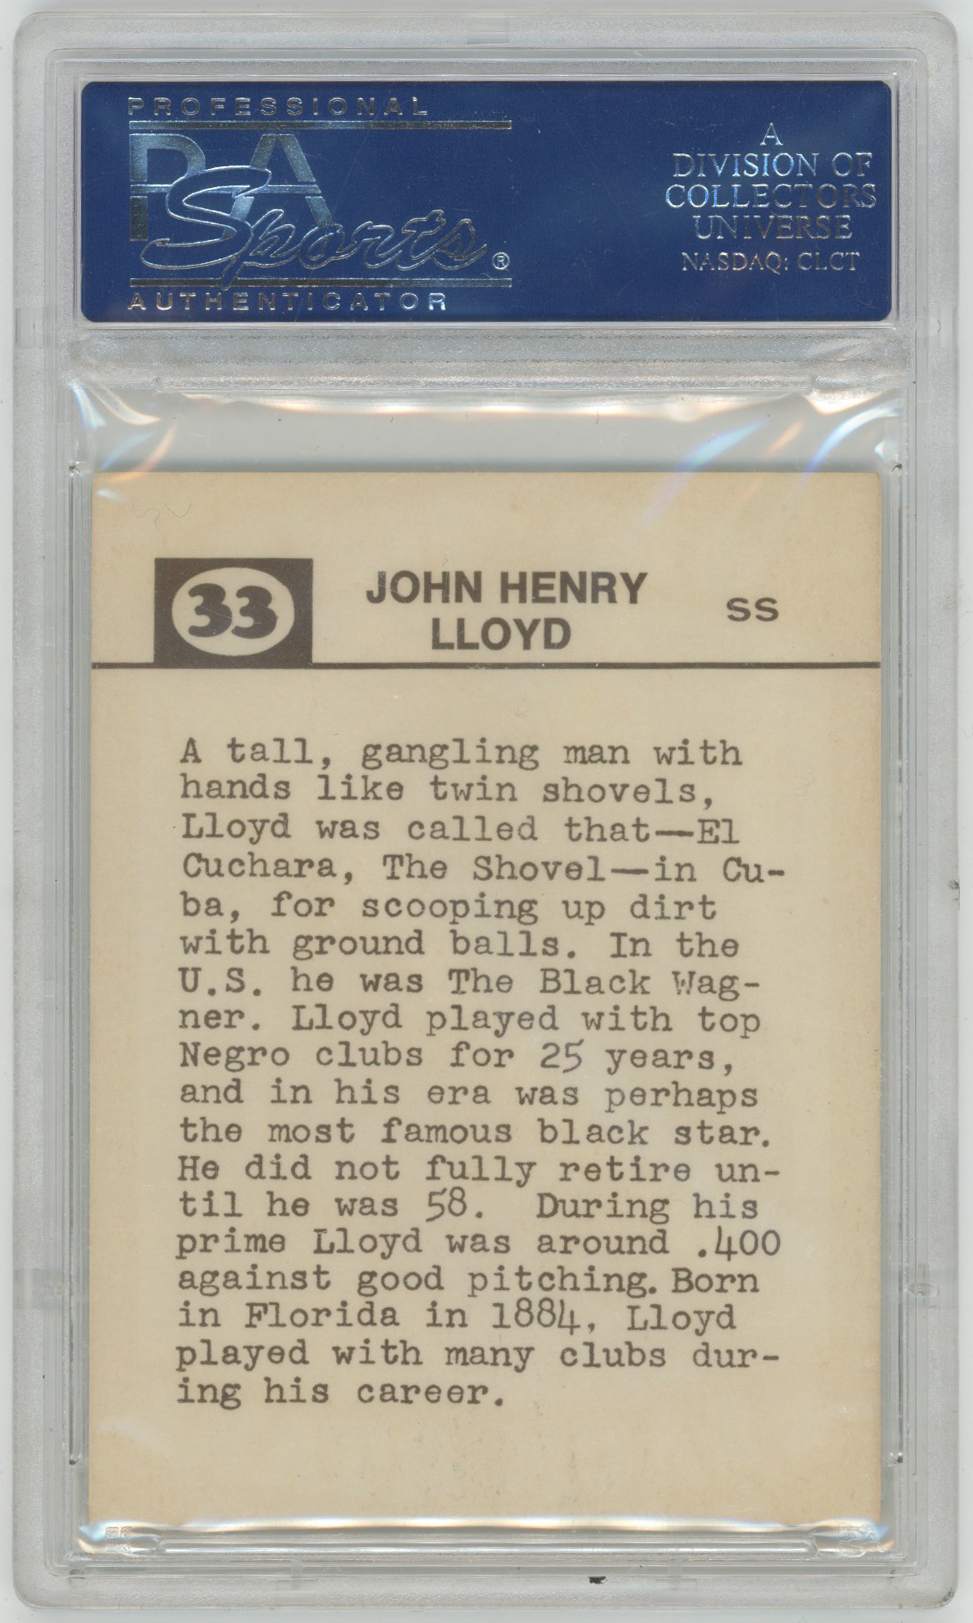 PROFESSIONAL
PSA
Sports®
AUTHENTICATOR
A
DIVISION OF
COLLECTORS
UNIVERSE
NASDAQ: CLCT
33
JOHN HENRY
LLOYD
SS
A tall, gangling man with
hands like twin shovels,
Lloyd was called that—El
Cuchara, The Shovel—in Cu-
ba, for scooping up dirt
with ground balls. In the
U.S. he was The Black Wag-
ner. Lloyd played with top
Negro clubs for 25 years,
and in his era was perhaps
the most famous black star.
He did not fully retire un-
til he was 58. During his
prime Lloyd was around .400
against good pitching. Born
in Florida in 1884, Lloyd
played with many clubs dur-
ing his career.